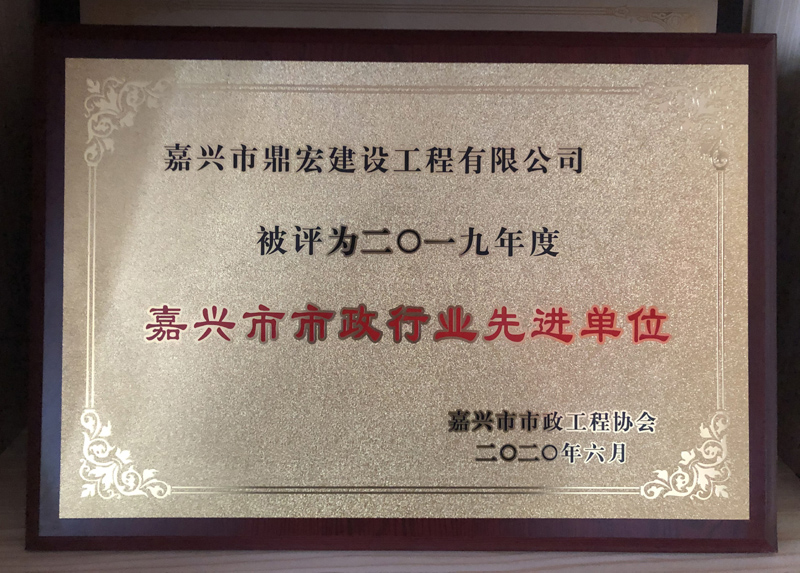 嘉兴市鼎宏建设工程有限公司
被评为二〇一九年度
嘉兴市市政行业先进单位
嘉兴市市政工程协会
二〇二〇年六月